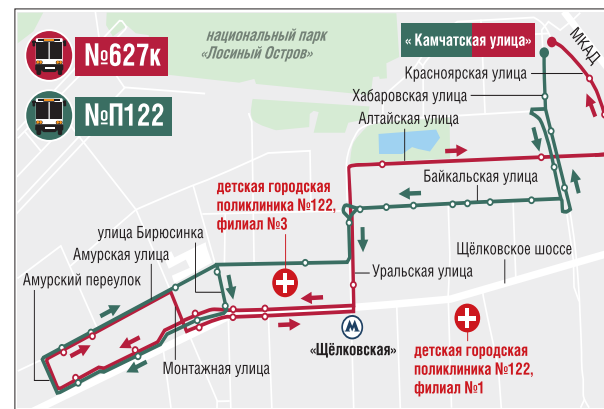 национальный парк
«Лосиный Остров»
№627к
№П122
«Камчатская улица»
МКАД
Красноярская улица
Хабаровская улица
Алтайская улица
Байкальская улица
детская городская
поликлиника №122,
филиал №3
улица Бирюсинка
Амурская улица
Амурский переулок
Щёлковское шоссе
Уральская улица
М
«Щёлковская»
Монтажная улица
детская городская
поликлиника №122,
филиал №1